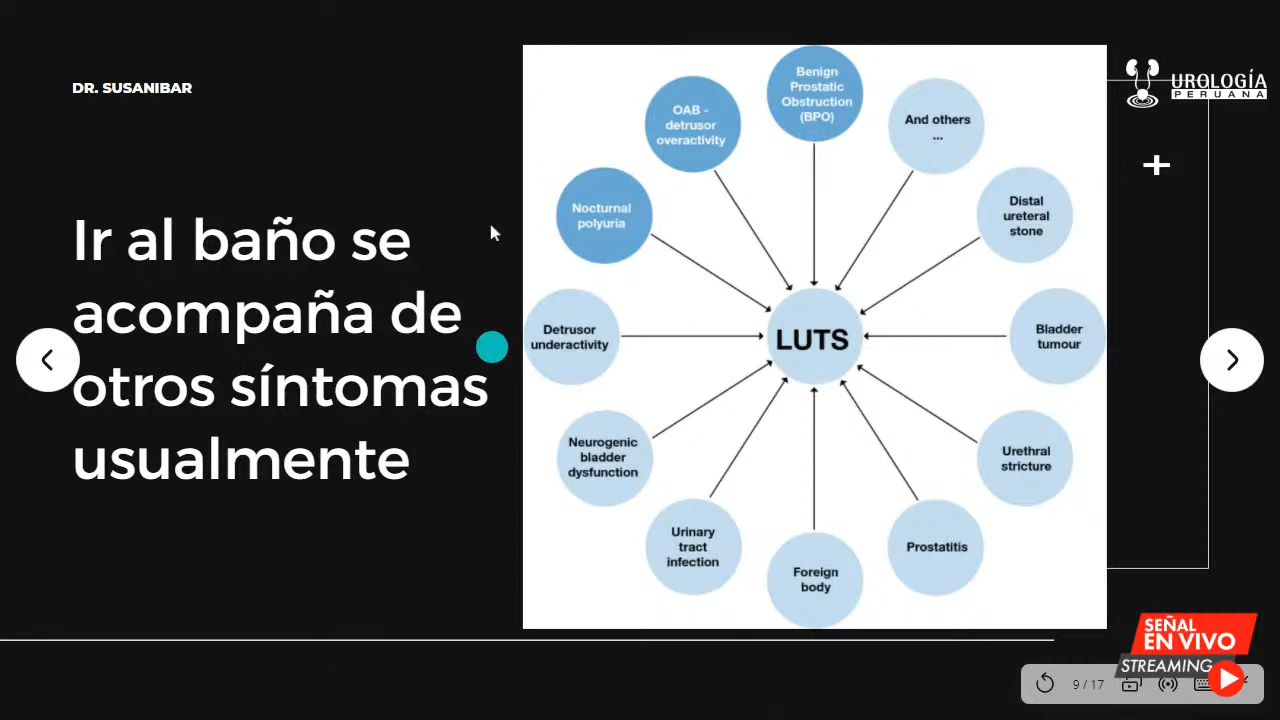 DR. SUSANIBAR
Ir al baño se
acompaña de
otros síntomas
usualmente
Benign
Prostatic
Obstruction
(BPO)
And others
...
Distal
ureteral
stone
Bladder
tumour
Urethral
stricture
Prostatitis
Foreign
body
Urinary
tract
infection
Neurogenic
bladder
dysfunction
Detrusor
underactivity
Nocturnal
polyuria
OAB -
detrusor
overactivity
LUTS
UROLOGÍA
PERUANA
SEÑAL
EN VIVO
STREAMING
9 / 17